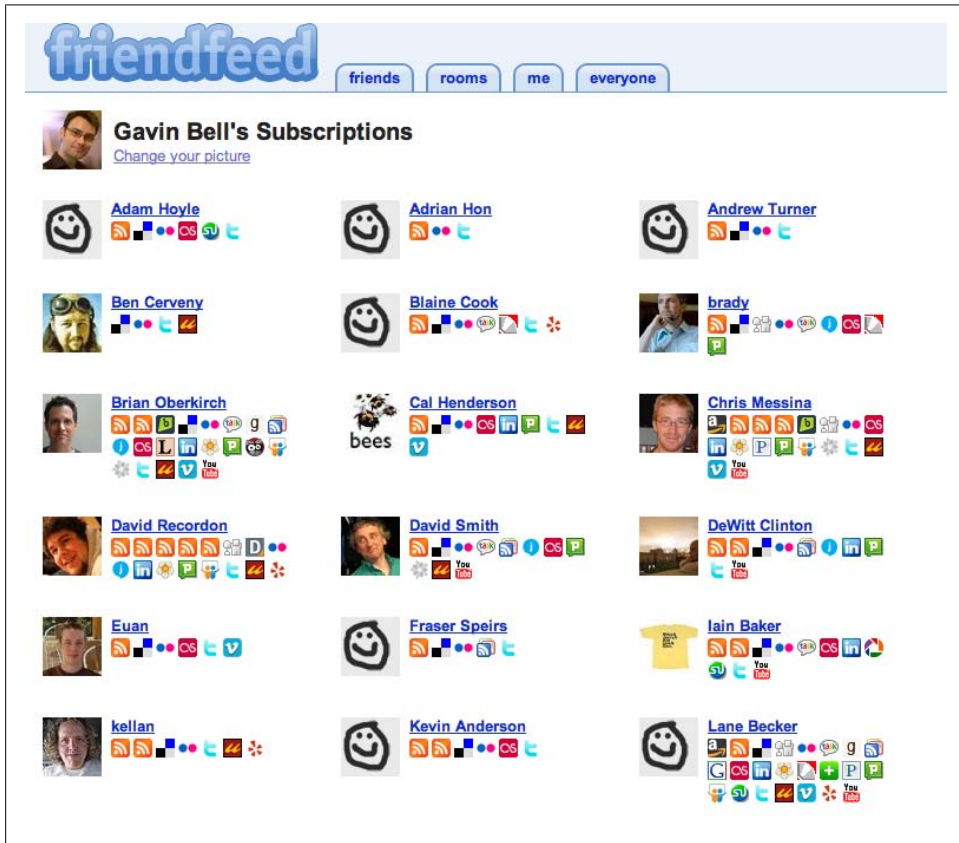 friendfeed
friends rooms me everyone
Gavin Bell's Subscriptions
Change your picture
Adam Hoyle Adrian Hon Andrew Turner
Ben Cerveny Blaine Cook brady
Brian Oberkirch Cal Henderson Chris Messina
bees
David Recordon David Smith DeWitt Clinton
Euan Fraser Speirs Iain Baker
kellan Kevin Anderson Lane Becker